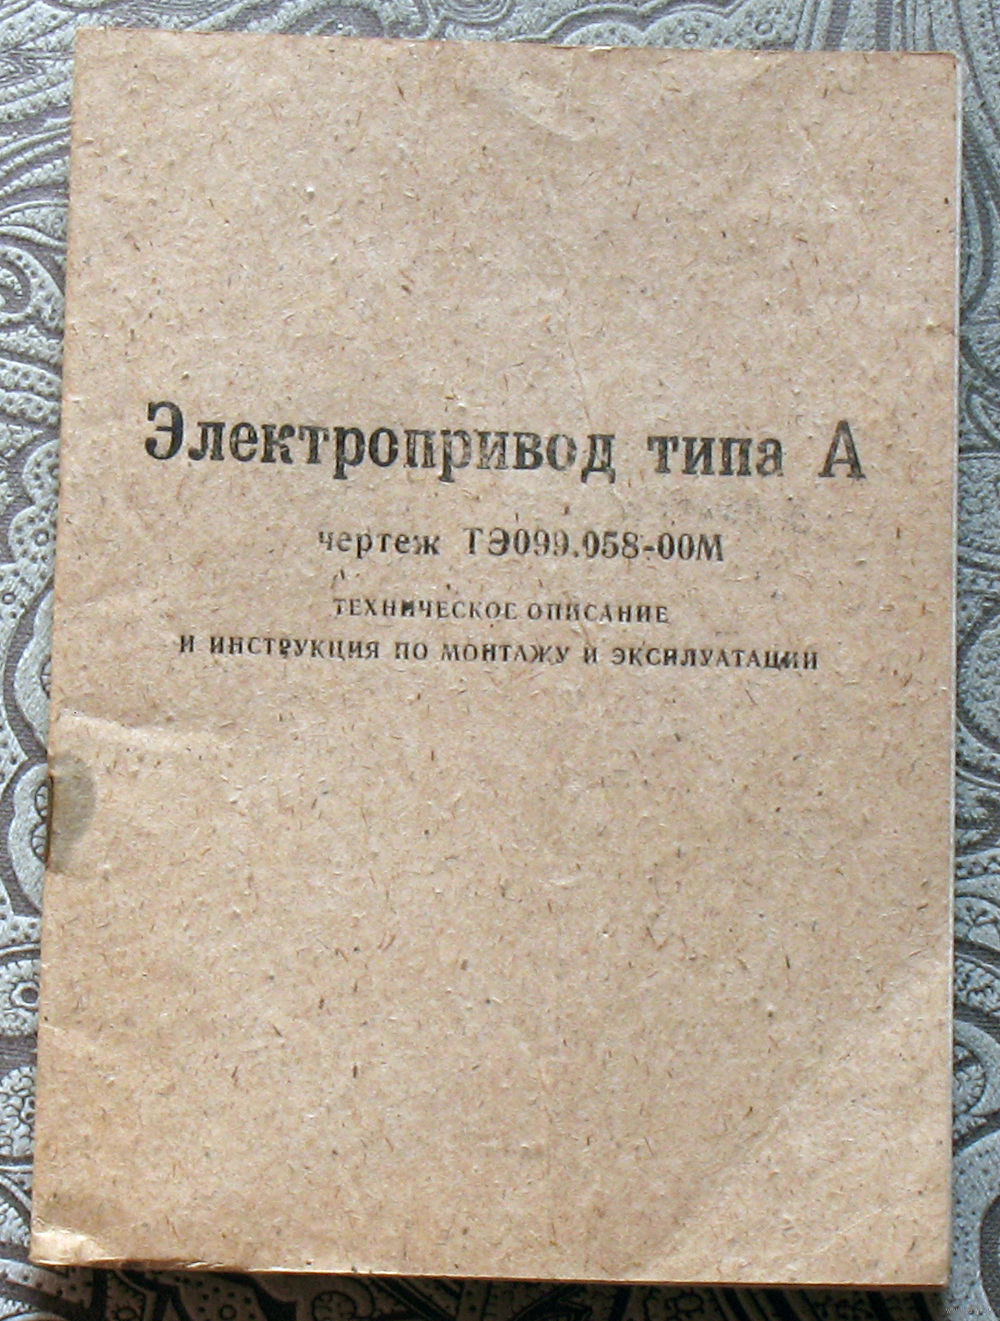 Электропривод типа А
чертеж ТЭ099.058-00М
ТЕХНИЧЕСКОЕ ОПИСАНИЕ
И ИНСТРУКЦИЯ ПО МОНТАЖУ И ЭКСПЛУАТАЦИИ